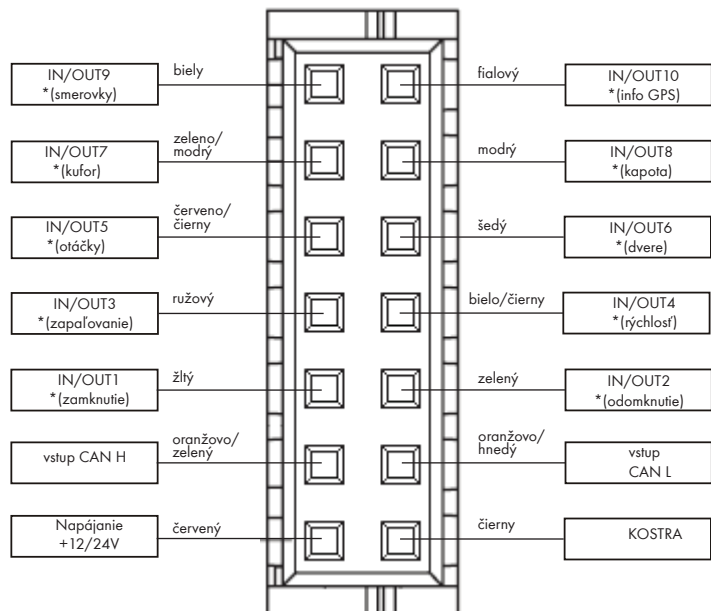 IN/OUT9
*(smerovky)
biely
fialový
IN/OUT10
*(info GPS)
IN/OUT7
*(kufor)
zeleno/
modrý
modrý
IN/OUT8
*(kapota)
IN/OUT5
*(otáčky)
červeno/
čierny
šedý
IN/OUT6
*(dvere)
IN/OUT3
*(zapaľovanie)
ružový
bielo/čierny
IN/OUT4
*(rýchlosť)
IN/OUT1
*(zamknutie)
žltý
zelený
IN/OUT2
*(odomknutie)
vstup CAN H
oranžovo/
zelený
oranžovo/
hnedý
vstup
CAN L
Napájanie
+12/24V
červený
čierny
KOSTRA